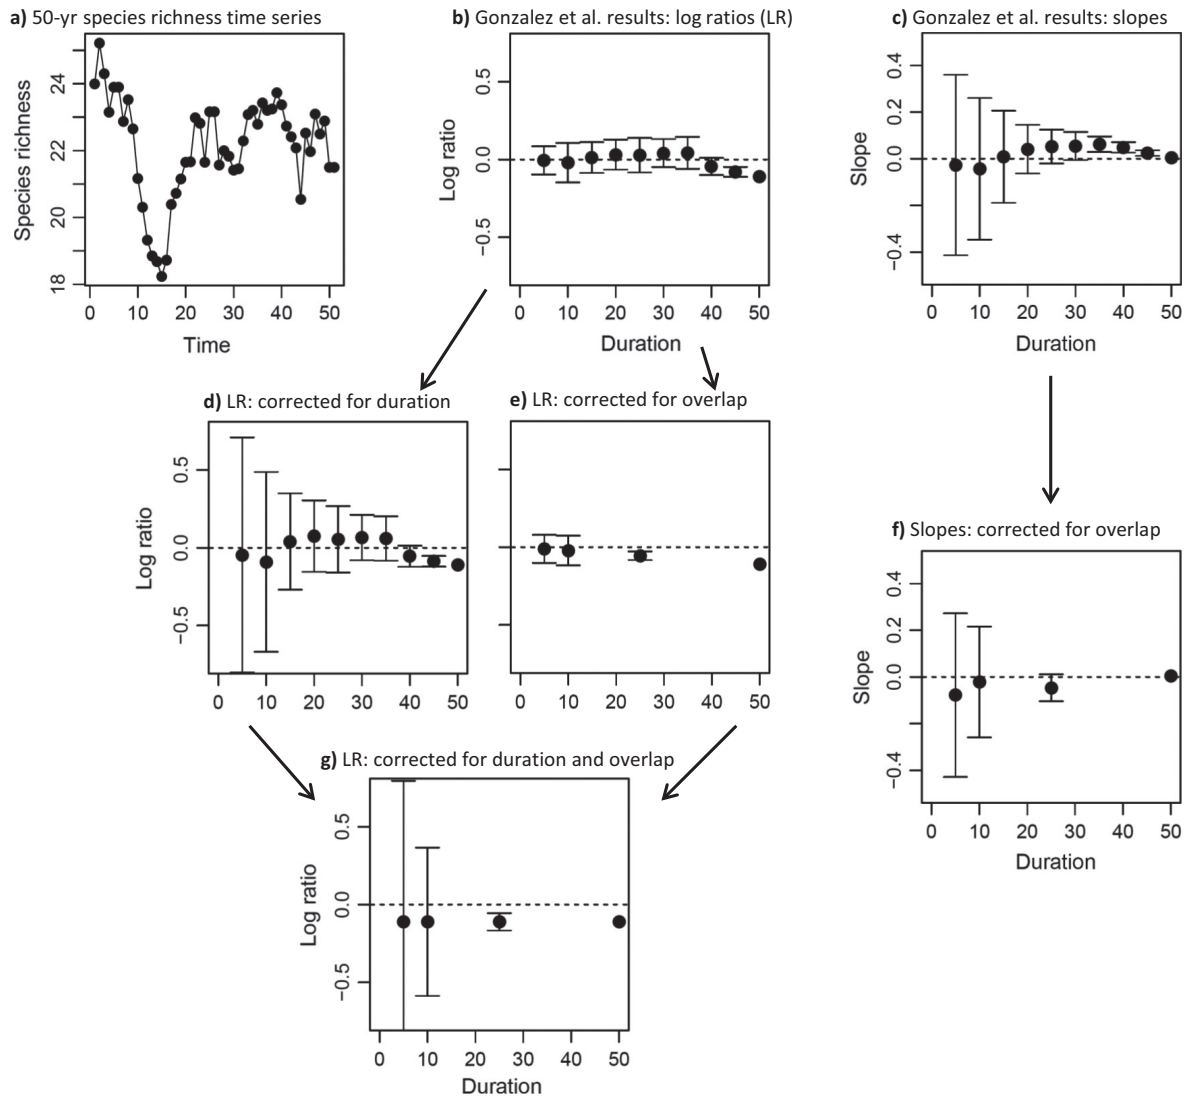 a) 50-yr species richness time series
b) Gonzalez et al. results: log ratios (LR)
c) Gonzalez et al. results: slopes
Species richness
18
20
22
24
0 10 20 30 40 50
Time
Log ratio
0.5
0.0
−0.5
0 10 20 30 40 50
Duration
Slope
0.4
0.2
0.0
−0.4
0 10 20 30 40 50
Duration
d) LR: corrected for duration
e) LR: corrected for overlap
Log ratio
0.5
0.0
−0.5
0 10 20 30 40 50
0 10 20 30 40 50
f) Slopes: corrected for overlap
Slope
0.4
0.2
0.0
−0.4
0 10 20 30 40 50
Duration
g) LR: corrected for duration and overlap
Log ratio
0.5
0.0
−0.5
0 10 20 30 40 50
Duration